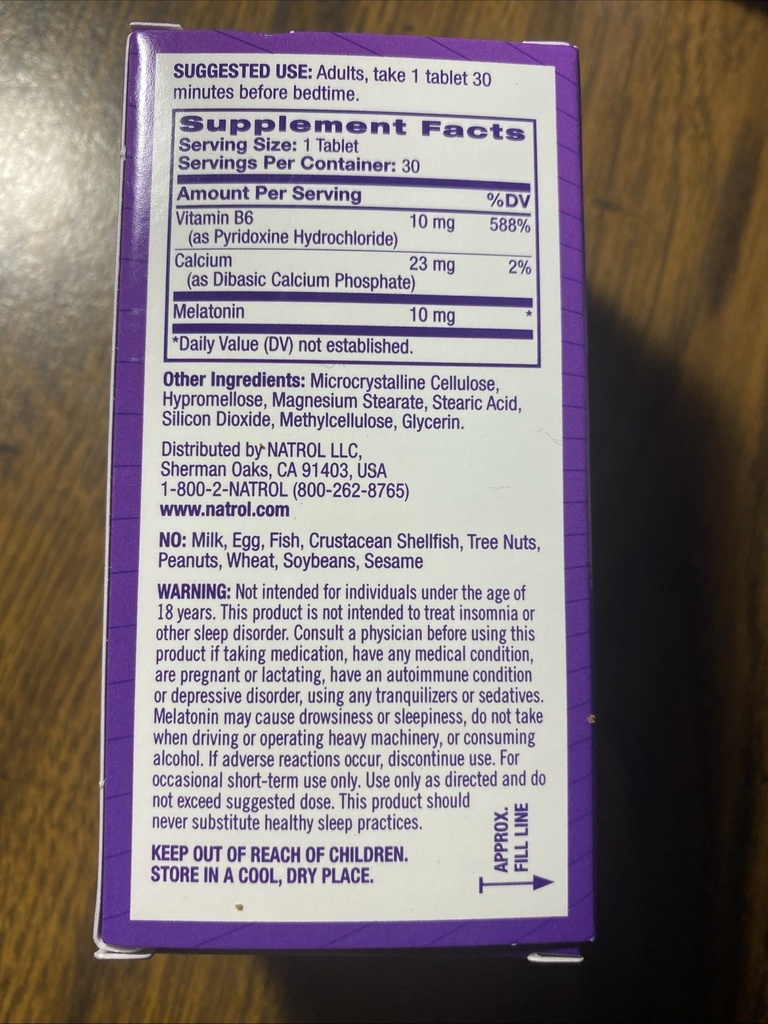 SUGGESTED USE: Adults, take 1 tablet 30
minutes before bedtime.
Supplement Facts
Serving Size: 1 Tablet
Servings Per Container: 30
Amount Per Serving %DV
Vitamin B6 10 mg 588%
(as Pyridoxine Hydrochloride)
Calcium 23 mg 2%
(as Dibasic Calcium Phosphate)
Melatonin 10 mg *
*Daily Value (DV) not established.
Other Ingredients: Microcrystalline Cellulose,
Hypromellose, Magnesium Stearate, Stearic Acid,
Silicon Dioxide, Methylcellulose, Glycerin.
Distributed by NATROL LLC,
Sherman Oaks, CA 91403, USA
1-800-2-NATROL (800-262-8765)
www.natrol.com
NO: Milk, Egg, Fish, Crustacean Shellfish, Tree Nuts,
Peanuts, Wheat, Soybeans, Sesame
WARNING: Not intended for individuals under the age of
18 years. This product is not intended to treat insomnia or
other sleep disorder. Consult a physician before using this
product if taking medication, have any medical condition,
are pregnant or lactating, have an autoimmune condition
or depressive disorder, using any tranquilizers or sedatives.
Melatonin may cause drowsiness or sleepiness, do not take
when driving or operating heavy machinery, or consuming
alcohol. If adverse reactions occur, discontinue use. For
occasional short-term use only. Use only as directed and do
not exceed suggested dose. This product should
never substitute healthy sleep practices.
KEEP OUT OF REACH OF CHILDREN.
STORE IN A COOL, DRY PLACE.
APPROX.
FILL LINE